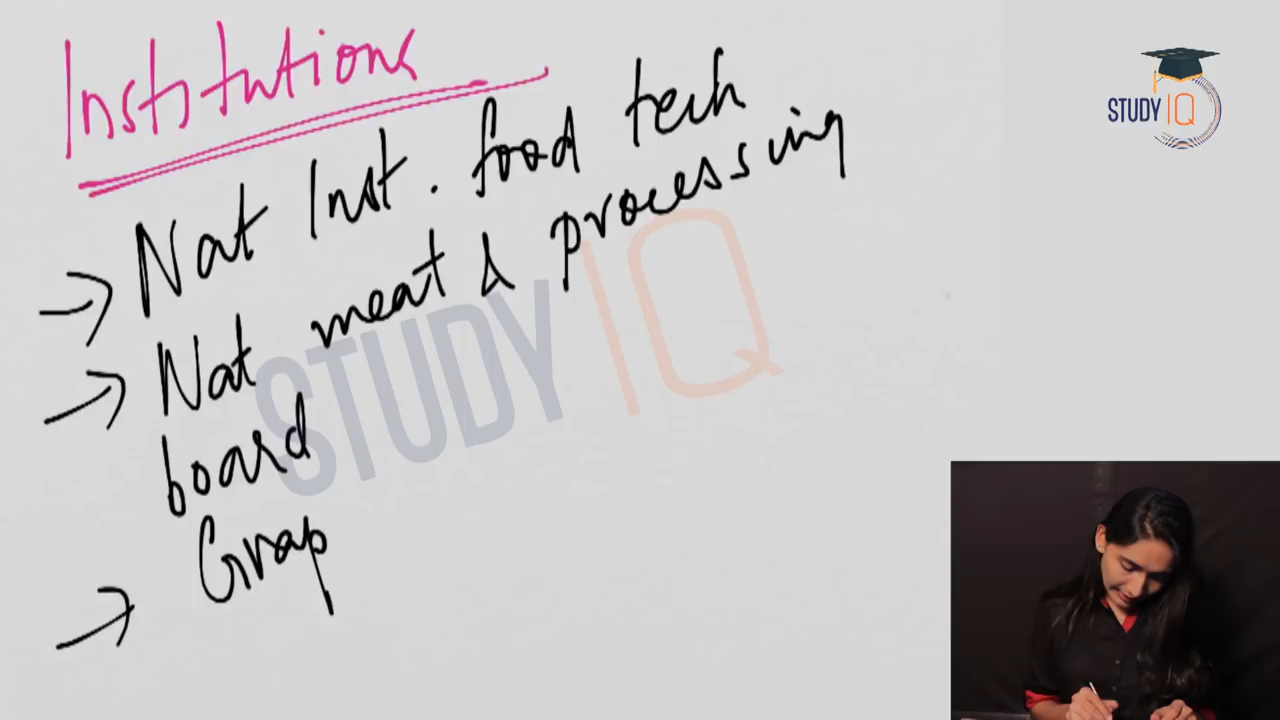 Institutions
STUDY IQ
→ Nat Inst. food tech
→ Nat meat & processing
board
→ Grap
STUDY IQ